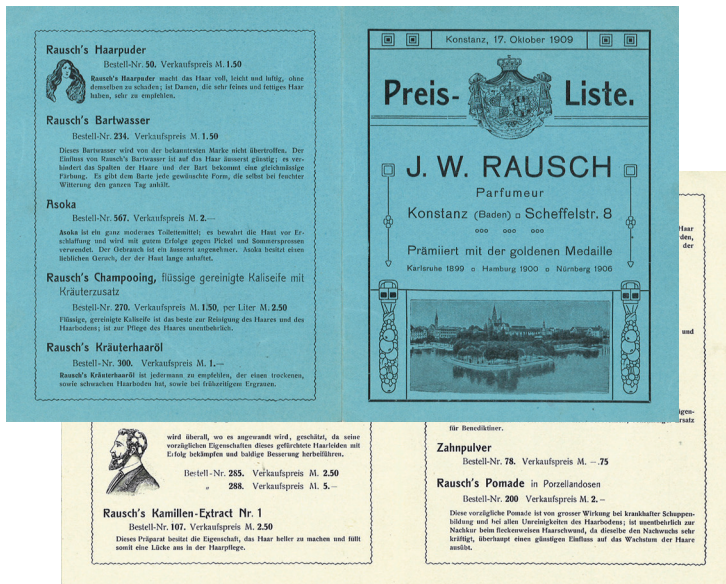 Rausch's Haarpuder
Bestell-Nr. 50. Verkaufspreis M. 1.50
Rausch's Haarpuder macht das Haar voll, leicht und luftig, ohne
demselben zu schaden; ist Damen, die sehr feines und fettiges Haar
haben, sehr zu empfehlen.
Rausch's Bartwasser
Bestell-Nr. 234. Verkaufspreis M. 1.50
Dieses Bartwasser wird von der bekanntesten Marke nicht übertroffen. Der
Einfluss von Rausch's Bartwasser ist auf das Haar äusserst günstig; es ver-
hindert das Spalten der Haare und der Bart bekommt eine gleichmässige
Färbung. Es gibt dem Barte jede gewünschte Form, die selbst bei feuchter
Witterung den ganzen Tag anhält.
Asoka
Bestell-Nr. 567. Verkaufspreis M. 2.—
Asoka ist ein ganz modernes Toilettemittel; es bewahrt die Haut vor Er-
schlaffung und wird mit gutem Erfolge gegen Pickel und Sommersprossen
verwendet. Der Gebrauch ist ein äusserst angenehmer. Asoka besitzt einen
lieblichen Geruch, der der Haut lange anhaftet.
Rausch's Champooing, flüssige gereinigte Kaliseife mit
Kräuterzusatz
Bestell-Nr. 270. Verkaufspreis M. 1.50, per Liter M. 2.50
Flüssige, gereinigte Kaliseife ist das beste zur Reinigung des Haares und des
Haarbodens; ist zur Pflege des Haares unentbehrlich.
Rausch's Kräuterhaaröl
Bestell-Nr. 300. Verkaufspreis M. 1.—
Rausch's Kräuterhaaröl ist jedermann zu empfehlen, der einen trockenen,
sowie schwachen Haarboden hat, sowie bei frühzeitigem Ergrauen.
Konstanz, 17. Oktober 1909
Preis- Liste.
J. W. RAUSCH
Parfumeur
Konstanz (Baden) Scheffelstr. 8
Prämiiert mit der goldenen Medaille
Karlsruhe 1899 o Hamburg 1900 o Nürnberg 1906
wird überall, wo es angewandt wird, geschätzt, da seine
vorzüglichen Eigenschaften dieses gefürchtete Haarleiden mit
Erfolg bekämpfen und baldige Besserung herbeiführen.
Bestell-Nr. 285. Verkaufspreis M. 2.50
„ 288. Verkaufspreis M. 5.—
Rausch's Kamillen-Extract Nr. 1
Bestell-Nr. 107. Verkaufspreis M. 2.50
Dieses Präparat besitzt die Eigenschaft, das Haar heller zu machen und füllt
somit eine Lücke aus in der Haarpflege.
Haar
der
und
für Benediktiner.
Zahnpulver
Bestell-Nr. 78. Verkaufspreis M. —.75
Rausch's Pomade in Porzellandosen
Bestell-Nr. 200 Verkaufspreis M. 2.—
Diese vorzügliche Pomade ist von grosser Wirkung bei krankhafter Schuppen-
bildung und bei allen Unreinigkeiten des Haarbodens; ist unentbehrlich zur
Nachkur beim fleckenweisen Haarschwund, da dieselbe den Nachwuchs sehr
kräftigt, überhaupt einen günstigen Einfluss auf das Wachstum der Haare
ausübt.